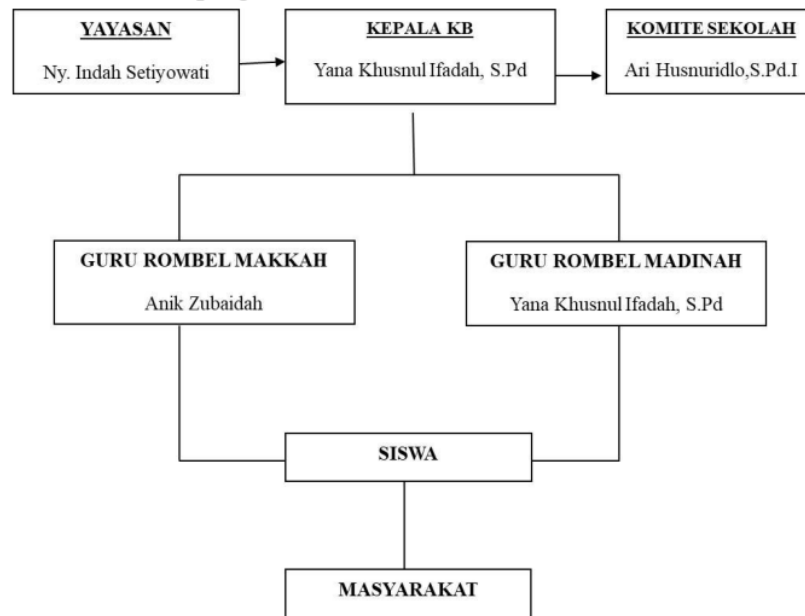 YAYASAN
Ny. Indah Setiyowati
KEPALA KB
Yana Khusnul Ifadah, S.Pd
KOMITE SEKOLAH
Ari Husnuridlo,S.Pd.I
GURU ROMBEL MAKKAH
Anik Zubaidah
GURU ROMBEL MADINAH
Yana Khusnul Ifadah, S.Pd
SISWA
MASYARAKAT